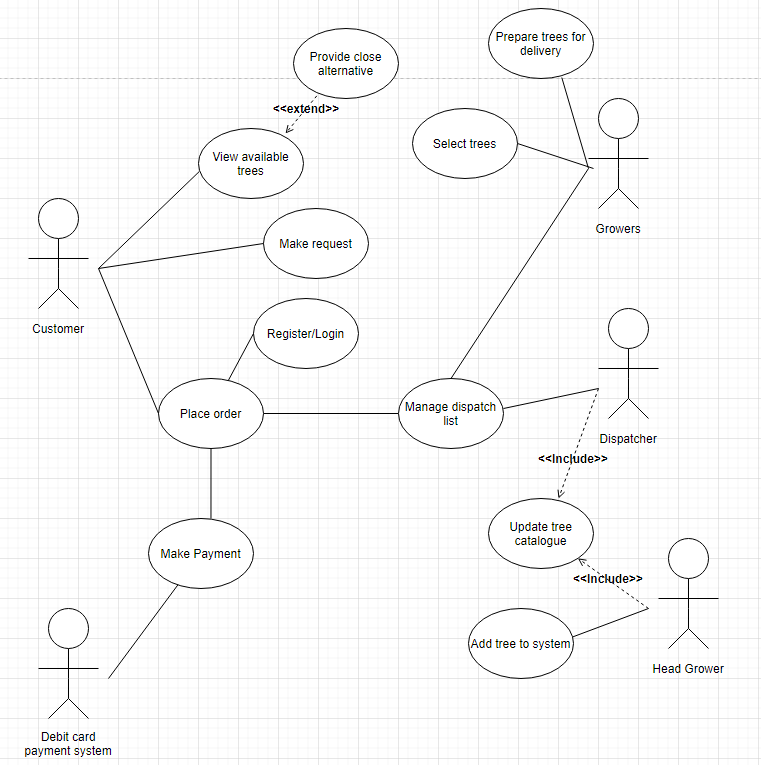 Prepare trees for
delivery
Provide close
alternative
<<extend>>
Select trees
View available
trees
Growers
Make request
Customer
Register/Login
Place order
Manage dispatch
list
Dispatcher
<<Include>>
Update tree
catalogue
Make Payment
<<Include>>
Add tree to system
Head Grower
Debit card
payment system